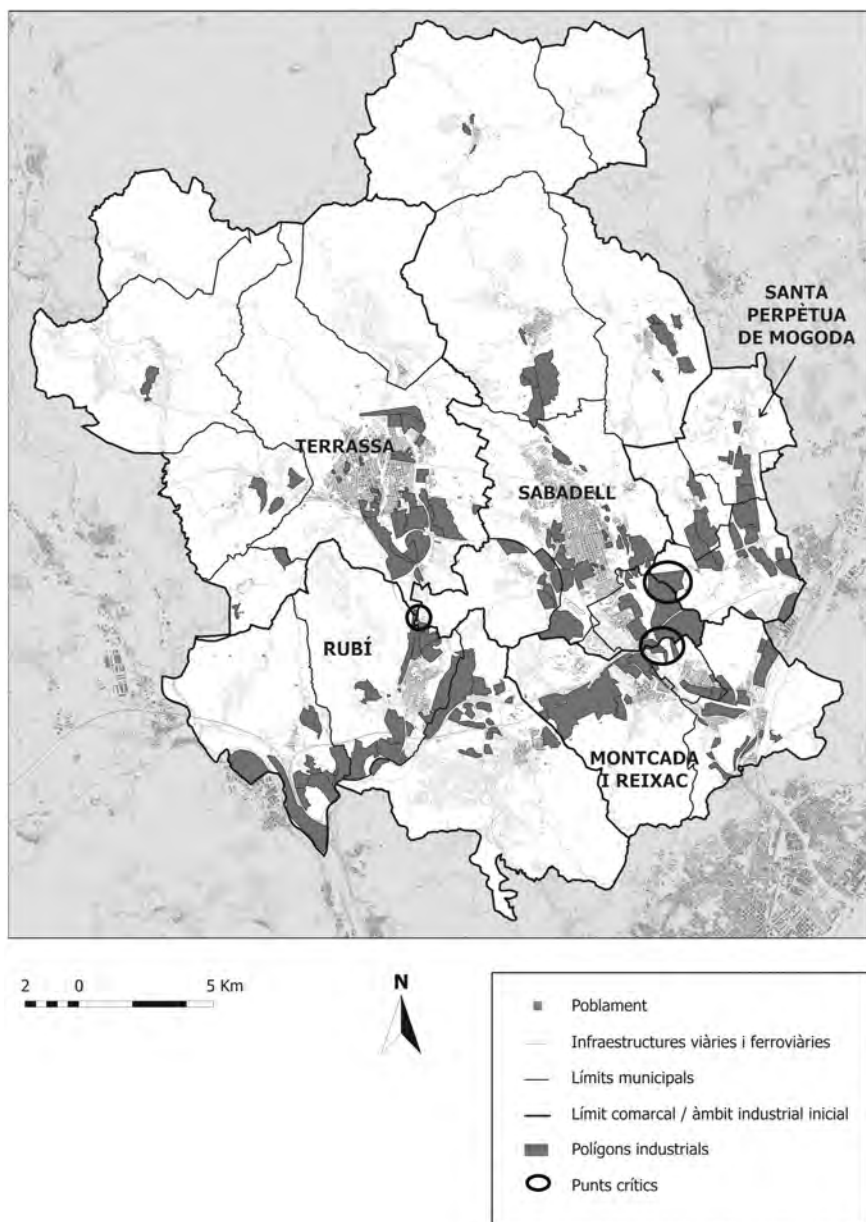 SANTA
PERPÈTUA
DE MOGODA
TERRASSA
SABADELL
RUBÍ
MONTCADA
I REIXAC
2 0 5 Km
N
Poblament
Infraestructures viàries i ferroviàries
Límits municipals
Límit comarcal / àmbit industrial inicial
Polígons industrials
Punts crítics